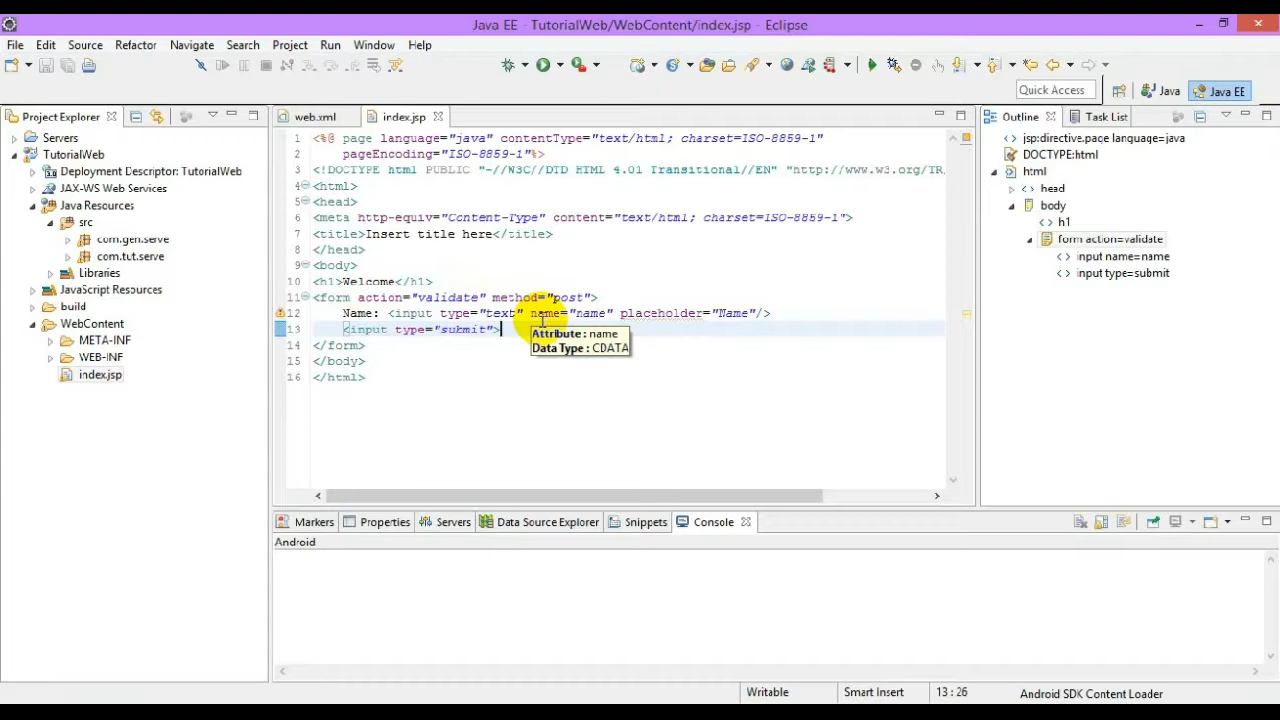 Java EE - TutorialWeb/WebContent/index.jsp - Eclipse
File Edit Source Refactor Navigate Search Project Run Window Help
Quick Access
Java
Java EE
Project Explorer
Servers
TutorialWeb
Deployment Descriptor: TutorialWeb
JAX-WS Web Services
Java Resources
src
com.gen.serve
com.tut.serve
Libraries
JavaScript Resources
build
WebContent
META-INF
WEB-INF
index.jsp
web.xml
index.jsp
1 <%@ page language="java" contentType="text/html; charset=ISO-8859-1"
2 pageEncoding="ISO-8859-1"%>
3 <!DOCTYPE html PUBLIC "-//W3C//DTD HTML 4.01 Transitional//EN" "http://www.w3.org/TR,
4 <html>
5 <head>
6 <meta http-equiv="Content-Type" content="text/html; charset=ISO-8859-1">
7 <title>Insert title here</title>
8 </head>
9 <body>
10 <h1>Welcome</h1>
11 <form action="validate" method="post">
12 Name: <input type="text" name="name" placeholder="Name"/>
13 <input type="submit">
14 </form>
15 </body>
16 </html>
Attribute : name
Data Type : CDATA
Outline
Task List
jsp:directive.page language=java
DOCTYPE:html
html
head
body
h1
form action=validate
input name=name
input type=submit
Markers Properties Servers Data Source Explorer Snippets Console
Android
Writable Smart Insert 13 : 26 Android SDK Content Loader